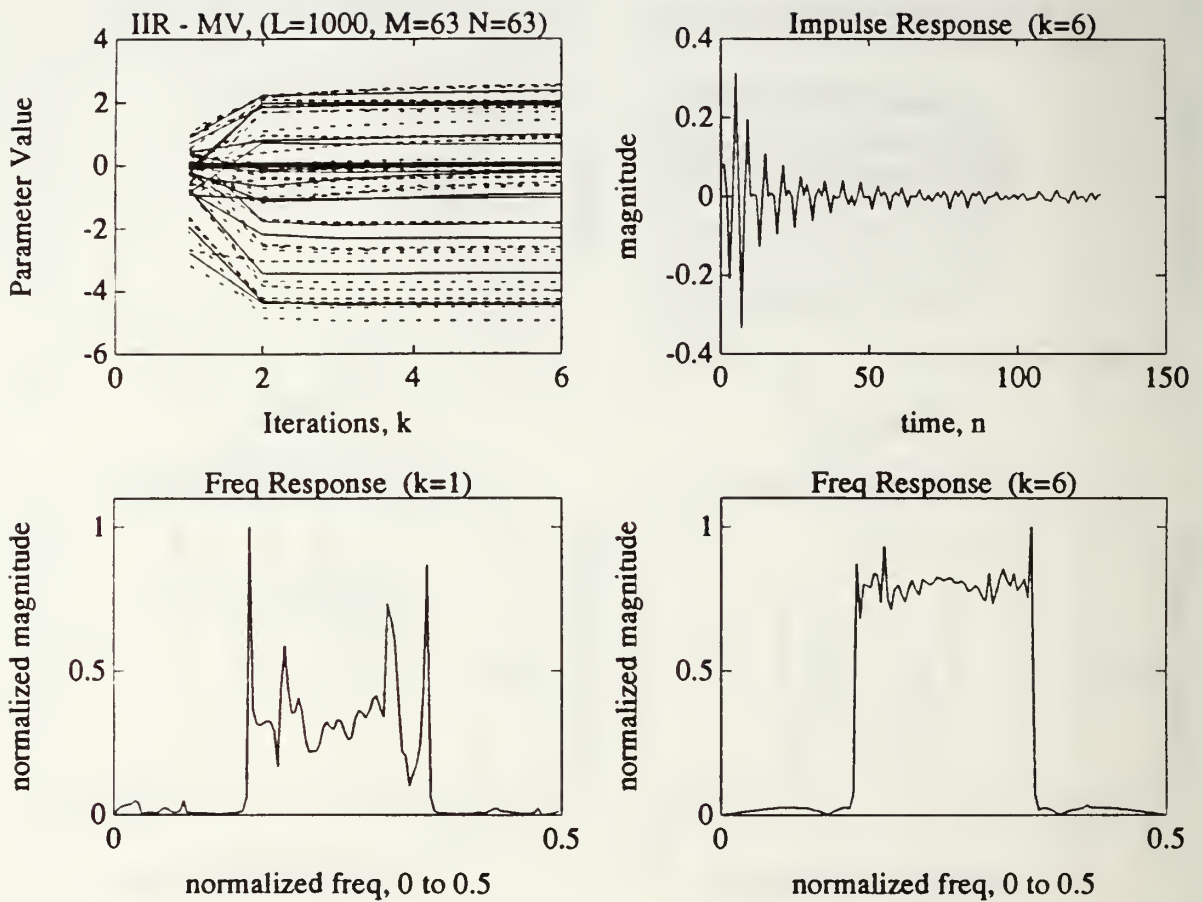 IIR - MV, (L=1000, M=63 N=63)
4
2
0
-2
-4
-6
Parameter Value
0
2
4
6
Iterations, k
Impulse Response (k=6)
0.4
0.2
0
-0.2
-0.4
magnitude
0
50
100
150
time, n
Freq Response (k=1)
1
0.5
0
normalized magnitude
0
0.5
normalized freq, 0 to 0.5
Freq Response (k=6)
1
0.5
0
normalized magnitude
0
0.5
normalized freq, 0 to 0.5